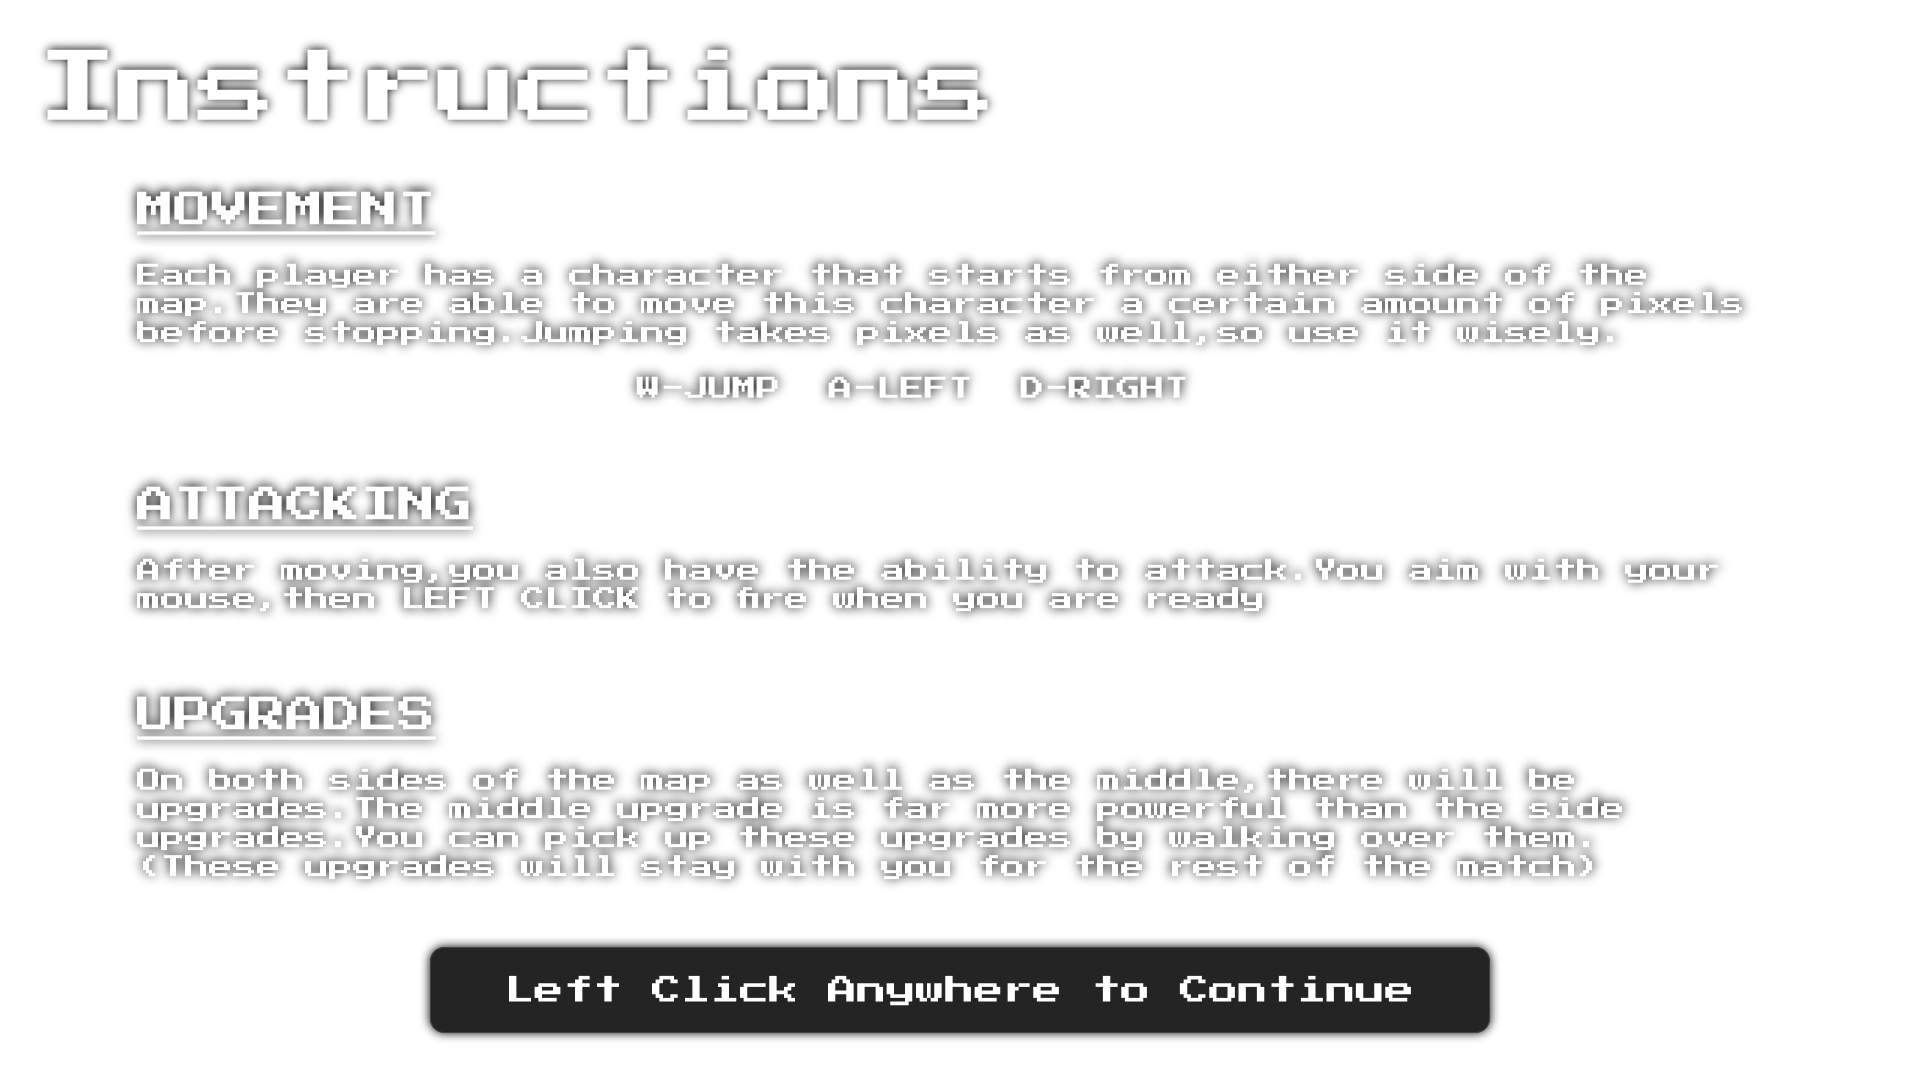 Instructions
MOVEMENT
Each player has a character that starts from either side of the
map.They are able to move this character a certain amount of pixels
before stopping.Jumping takes pixels as well,so use it wisely.
W-JUMP A-LEFT D-RIGHT
ATTACKING
After moving,you also have the ability to attack.You aim with your
mouse,then LEFT CLICK to fire when you are ready
UPGRADES
On both sides of the map as well as the middle,there will be
upgrades.The middle upgrade is far more powerful than the side
upgrades.You can pick up these upgrades by walking over them.
(These upgrades will stay with you for the rest of the match)
Left Click Anywhere to Continue